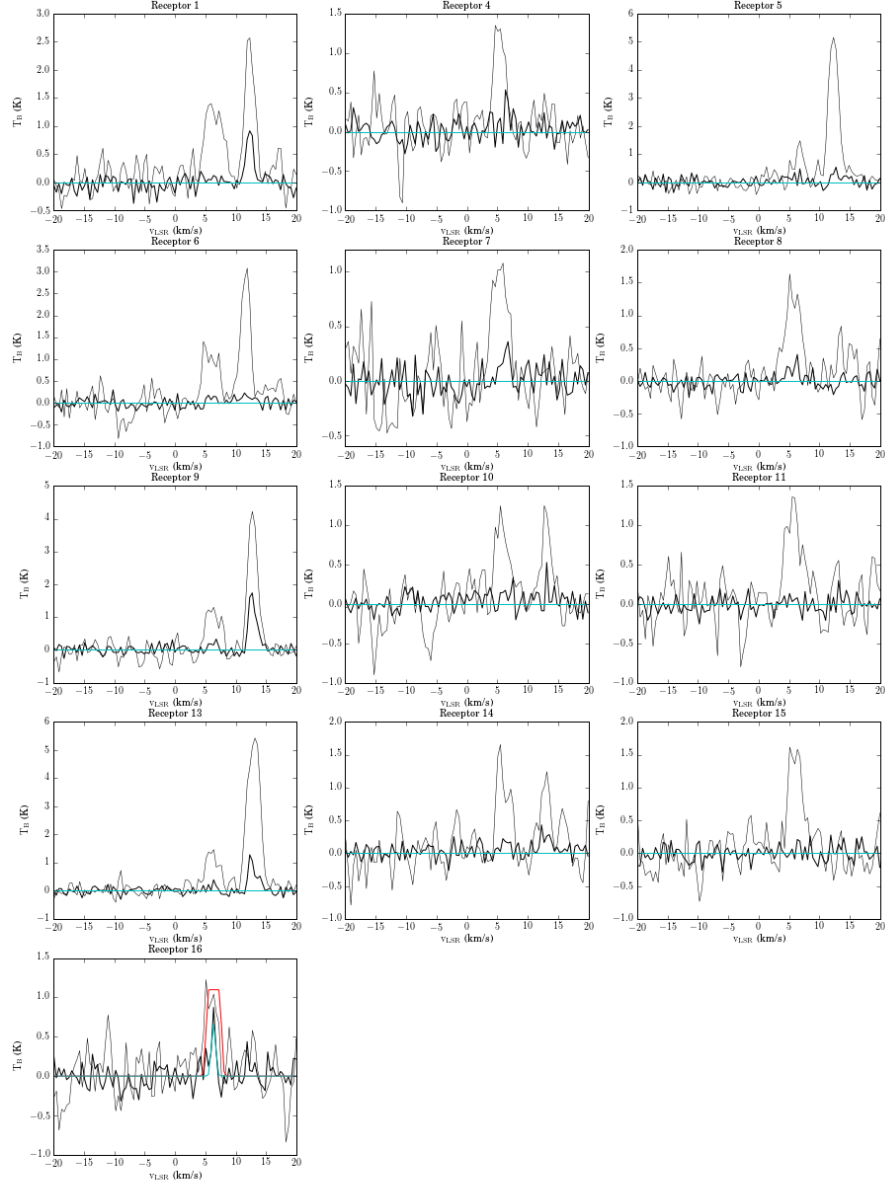 Receptor 1 Receptor 4 Receptor 5
3.0 1.5 6
2.5 5
2.0 1.0 4
1.5 0.5 3
1.0 2
0.5 0.0 1
0.0 −0.5 0
−0.5 −1.0 −1
T_B (K) T_B (K) T_B (K)
−20 −15 −10 −5 0 5 10 15 20 −20 −15 −10 −5 0 5 10 15 20 −20 −15 −10 −5 0 5 10 15 20
v_LSR (km/s) v_LSR (km/s) v_LSR (km/s)
Receptor 6 Receptor 7 Receptor 8
3.5 2.0
3.0 1.0 1.5
2.5
2.0 1.0
1.5 0.5
1.0 0.5
0.5 0.0 0.0
0.0
−0.5 −0.5 −0.5
−1.0 −1.0
T_B (K) T_B (K) T_B (K)
−20 −15 −10 −5 0 5 10 15 20 −20 −15 −10 −5 0 5 10 15 20 −20 −15 −10 −5 0 5 10 15 20
v_LSR (km/s) v_LSR (km/s) v_LSR (km/s)
Receptor 9 Receptor 10 Receptor 11
5 1.5 1.5
4 1.0 1.0
3 0.5 0.5
2
1 0.0 0.0
0 −0.5 −0.5
−1 −1.0 −1.0
T_B (K) T_B (K) T_B (K)
−20 −15 −10 −5 0 5 10 15 20 −20 −15 −10 −5 0 5 10 15 20 −20 −15 −10 −5 0 5 10 15 20
v_LSR (km/s) v_LSR (km/s) v_LSR (km/s)
Receptor 13 Receptor 14 Receptor 15
6 2.0 2.0
5 1.5 1.5
4 1.0 1.0
3 0.5 0.5
2 0.0 0.0
1
0 −0.5 −0.5
−1 −1.0 −1.0
T_B (K) T_B (K) T_B (K)
−20 −15 −10 −5 0 5 10 15 20 −20 −15 −10 −5 0 5 10 15 20 −20 −15 −10 −5 0 5 10 15 20
v_LSR (km/s) v_LSR (km/s) v_LSR (km/s)
Receptor 16
1.5
1.0
0.5
0.0
−0.5
−1.0
T_B (K)
−20 −15 −10 −5 0 5 10 15 20
v_LSR (km/s)